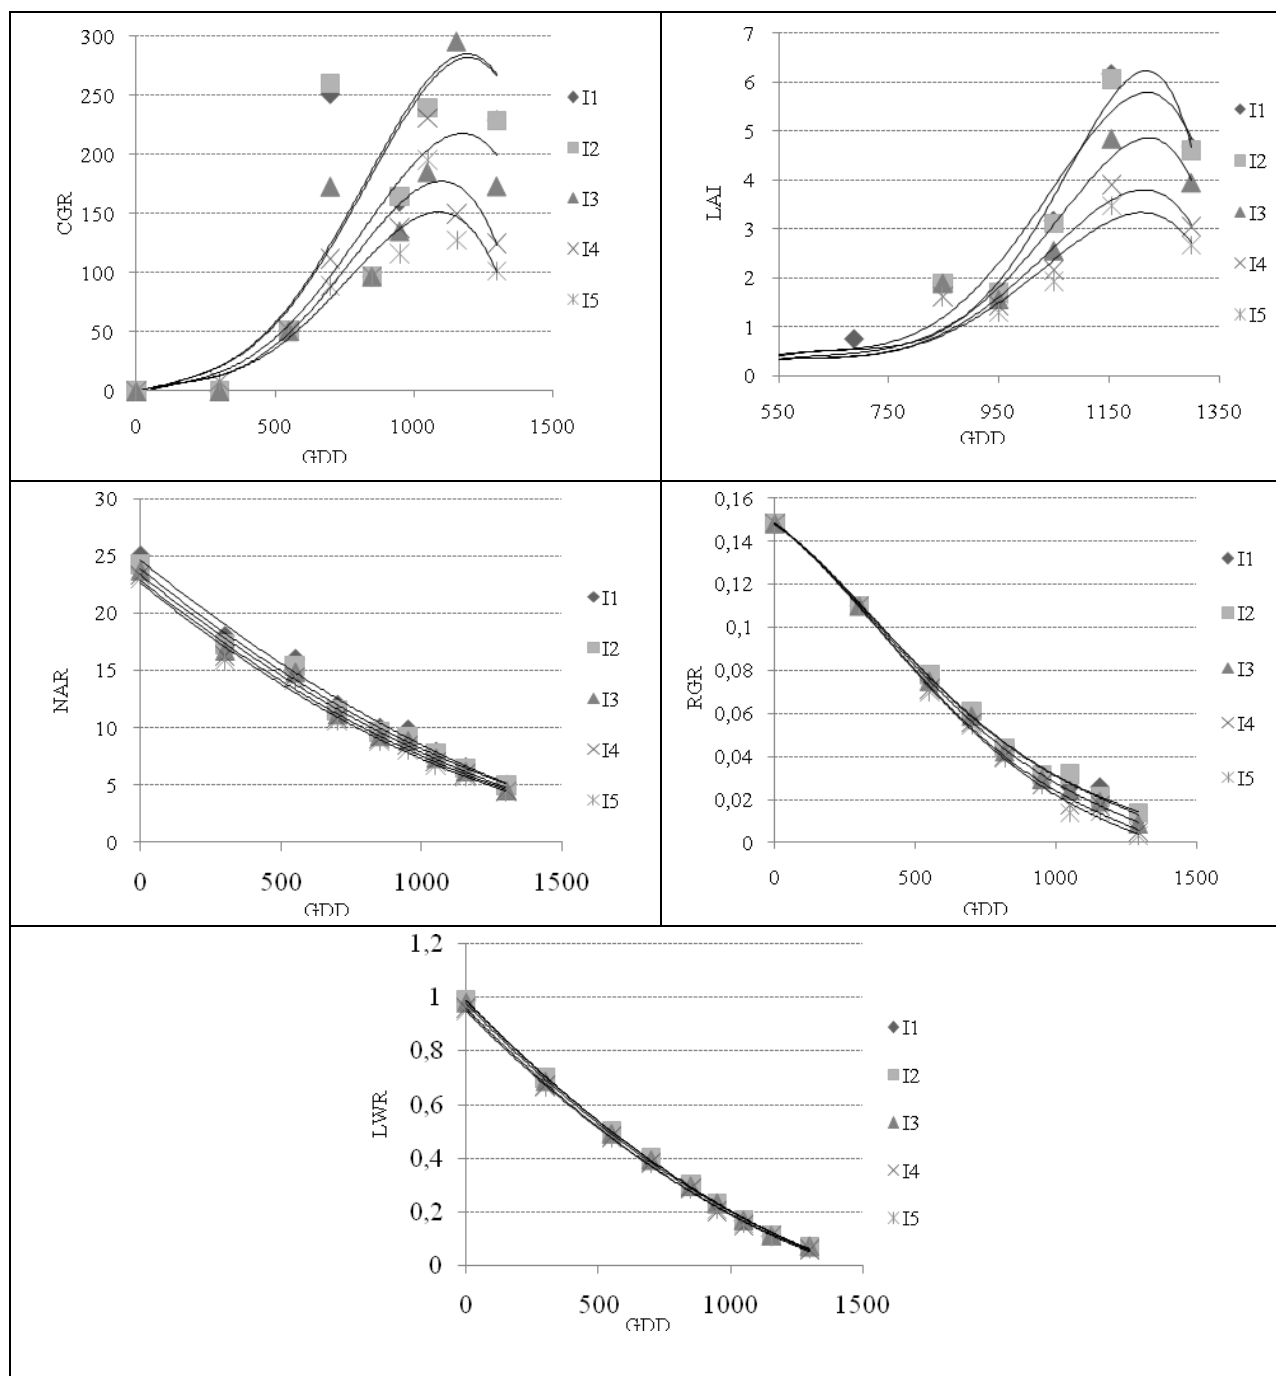 300
250
200
150
100
50
0
CGR
0 500 1000 1500
GDD
I1
I2
I3
I4
I5
7
6
5
4
3
2
1
0
LAI
550 750 950 1150 1350
GDD
I1
I2
I3
I4
I5
30
25
20
15
10
5
0
NAR
0 500 1000 1500
GDD
I1
I2
I3
I4
I5
0,16
0,14
0,12
0,1
0,08
0,06
0,04
0,02
0
RGR
0 500 1000 1500
GDD
I1
I2
I3
I4
I5
1,2
1
0,8
0,6
0,4
0,2
0
LWR
0 500 1000 1500
GDD
I1
I2
I3
I4
I5